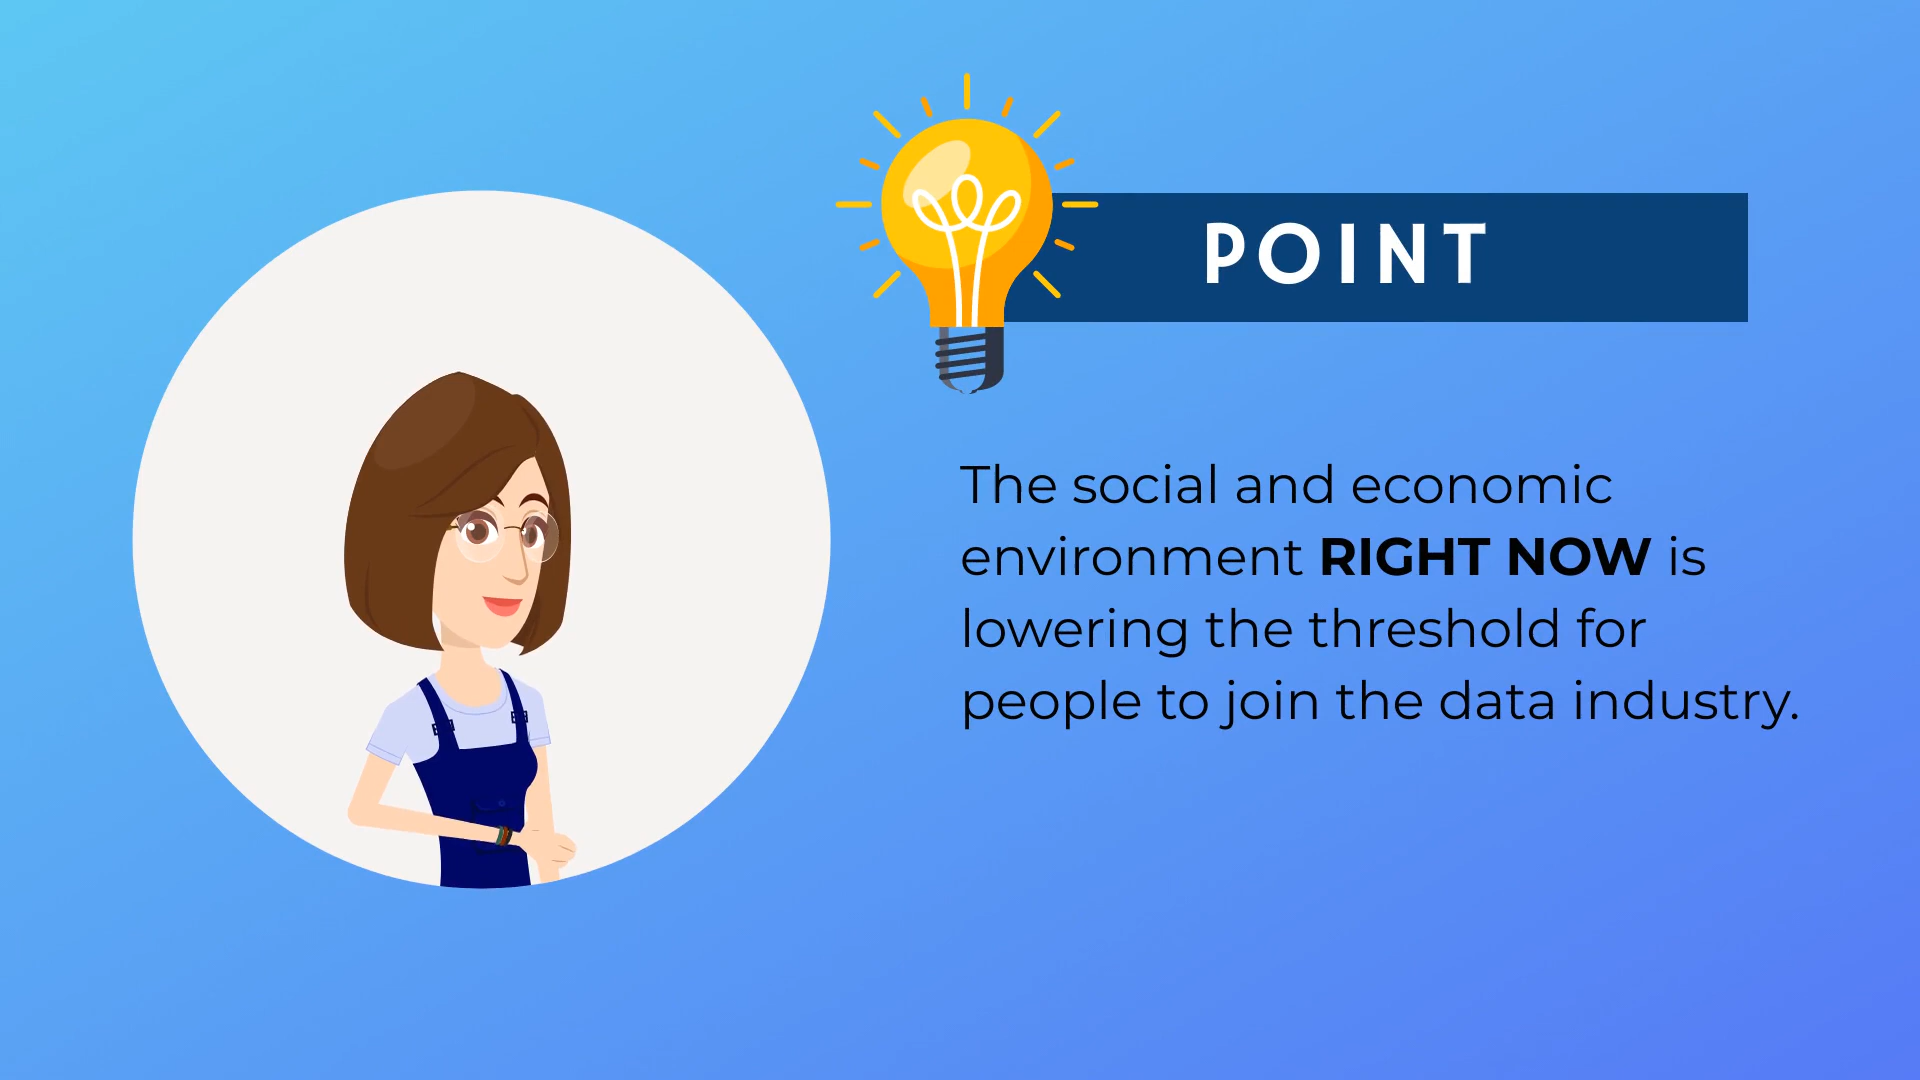 POINT
The social and economic
environment RIGHT NOW is
lowering the threshold for
people to join the data industry.